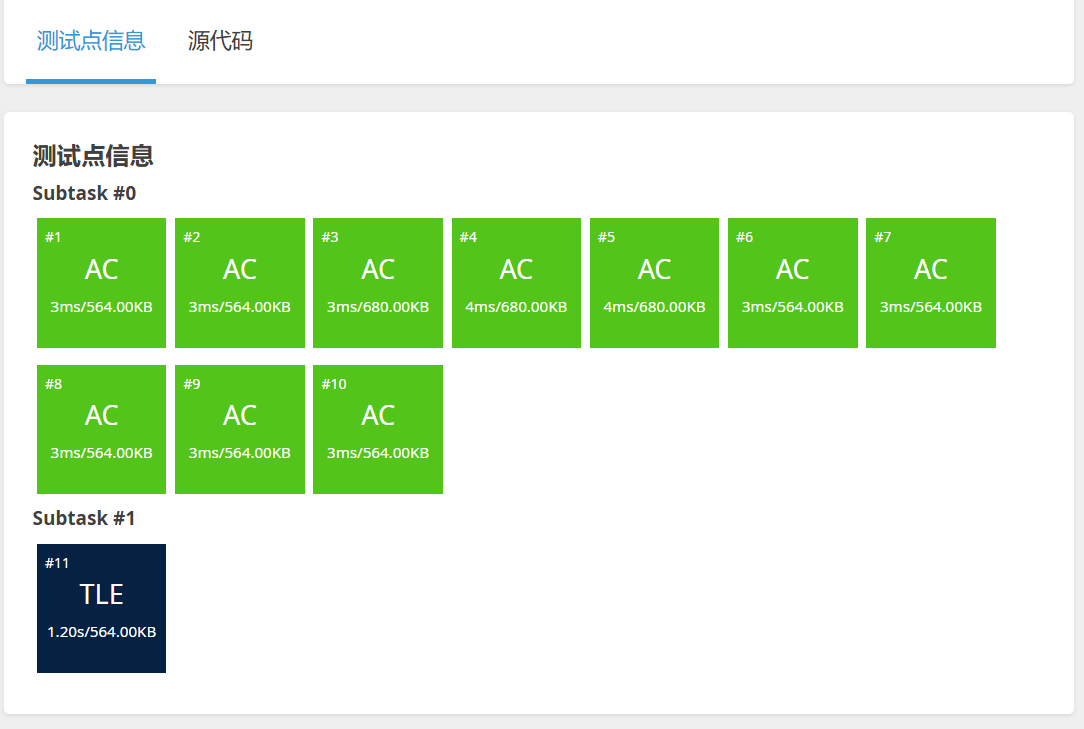 测试点信息 源代码
测试点信息
Subtask #0
#1 #2 #3 #4 #5 #6 #7
AC AC AC AC AC AC AC
3ms/564.00KB 3ms/564.00KB 3ms/680.00KB 4ms/680.00KB 4ms/680.00KB 3ms/564.00KB 3ms/564.00KB
#8 #9 #10
AC AC AC
3ms/564.00KB 3ms/564.00KB 3ms/564.00KB
Subtask #1
#11
TLE
1.20s/564.00KB